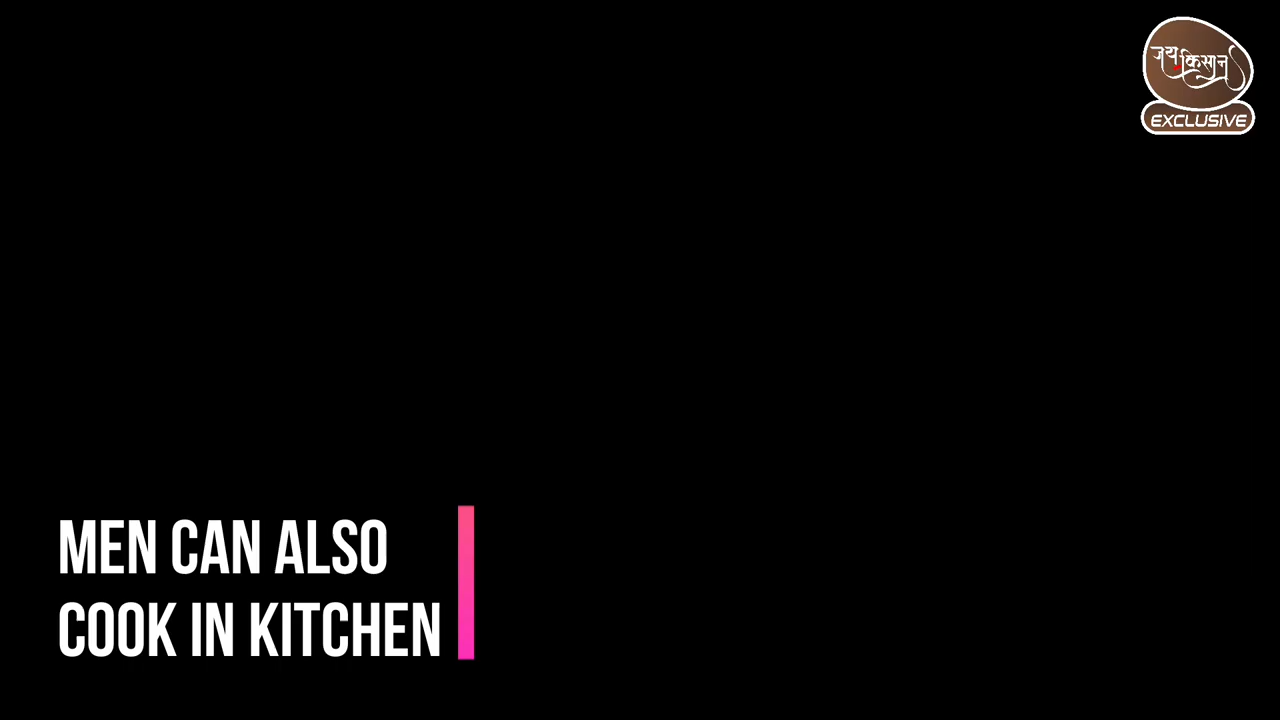 जय किसान
EXCLUSIVE
MEN CAN ALSO
COOK IN KITCHEN